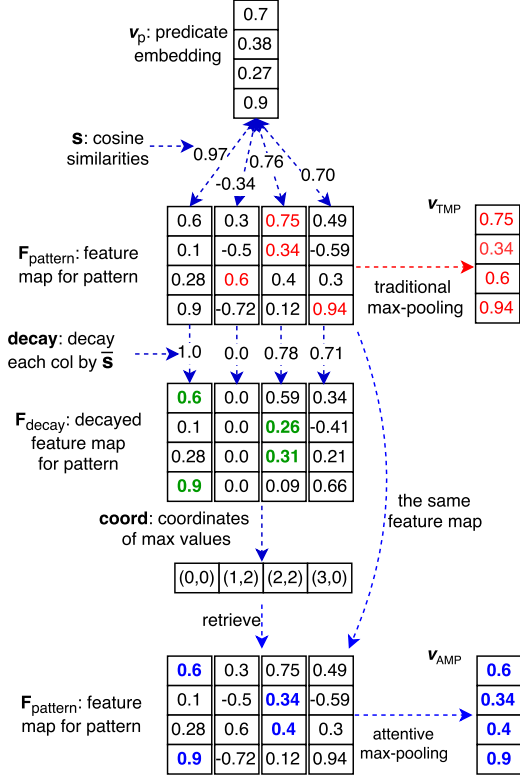 0.7
v_p: predicate
embedding
0.38
0.27
0.9
s: cosine
similarities
0.97
-0.34
0.76
0.70
0.6 0.3 0.75 0.49
0.1 -0.5 0.34 -0.59
0.28 0.6 0.4 0.3
0.9 -0.72 0.12 0.94
F_pattern: feature
map for pattern
v_TMP
0.75
0.34
0.6
0.94
traditional
max-pooling
decay: decay
each col by s̅
1.0 0.0 0.78 0.71
0.6 0.0 0.59 0.34
0.1 0.0 0.26 -0.41
0.28 0.0 0.31 0.21
0.9 0.0 0.09 0.66
F_decay: decayed
feature map
for pattern
coord: coordinates
of max values
the same
feature map
(0,0) (1,2) (2,2) (3,0)
retrieve
0.6 0.3 0.75 0.49
0.1 -0.5 0.34 -0.59
0.28 0.6 0.4 0.3
0.9 -0.72 0.12 0.94
F_pattern: feature
map for pattern
v_AMP
0.6
0.34
0.4
0.9
attentive
max-pooling